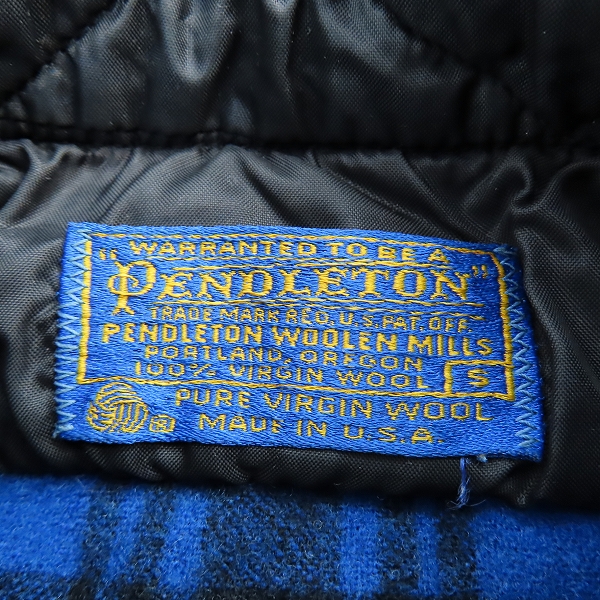 WARRANTED TO BE A
"PENDLETON"
TRADE MARK REG. U.S. PAT. OFF.
PENDLETON WOOLEN MILLS
PORTLAND, OREGON
100% VIRGIN WOOL S
PURE VIRGIN WOOL
MADE IN U.S.A.